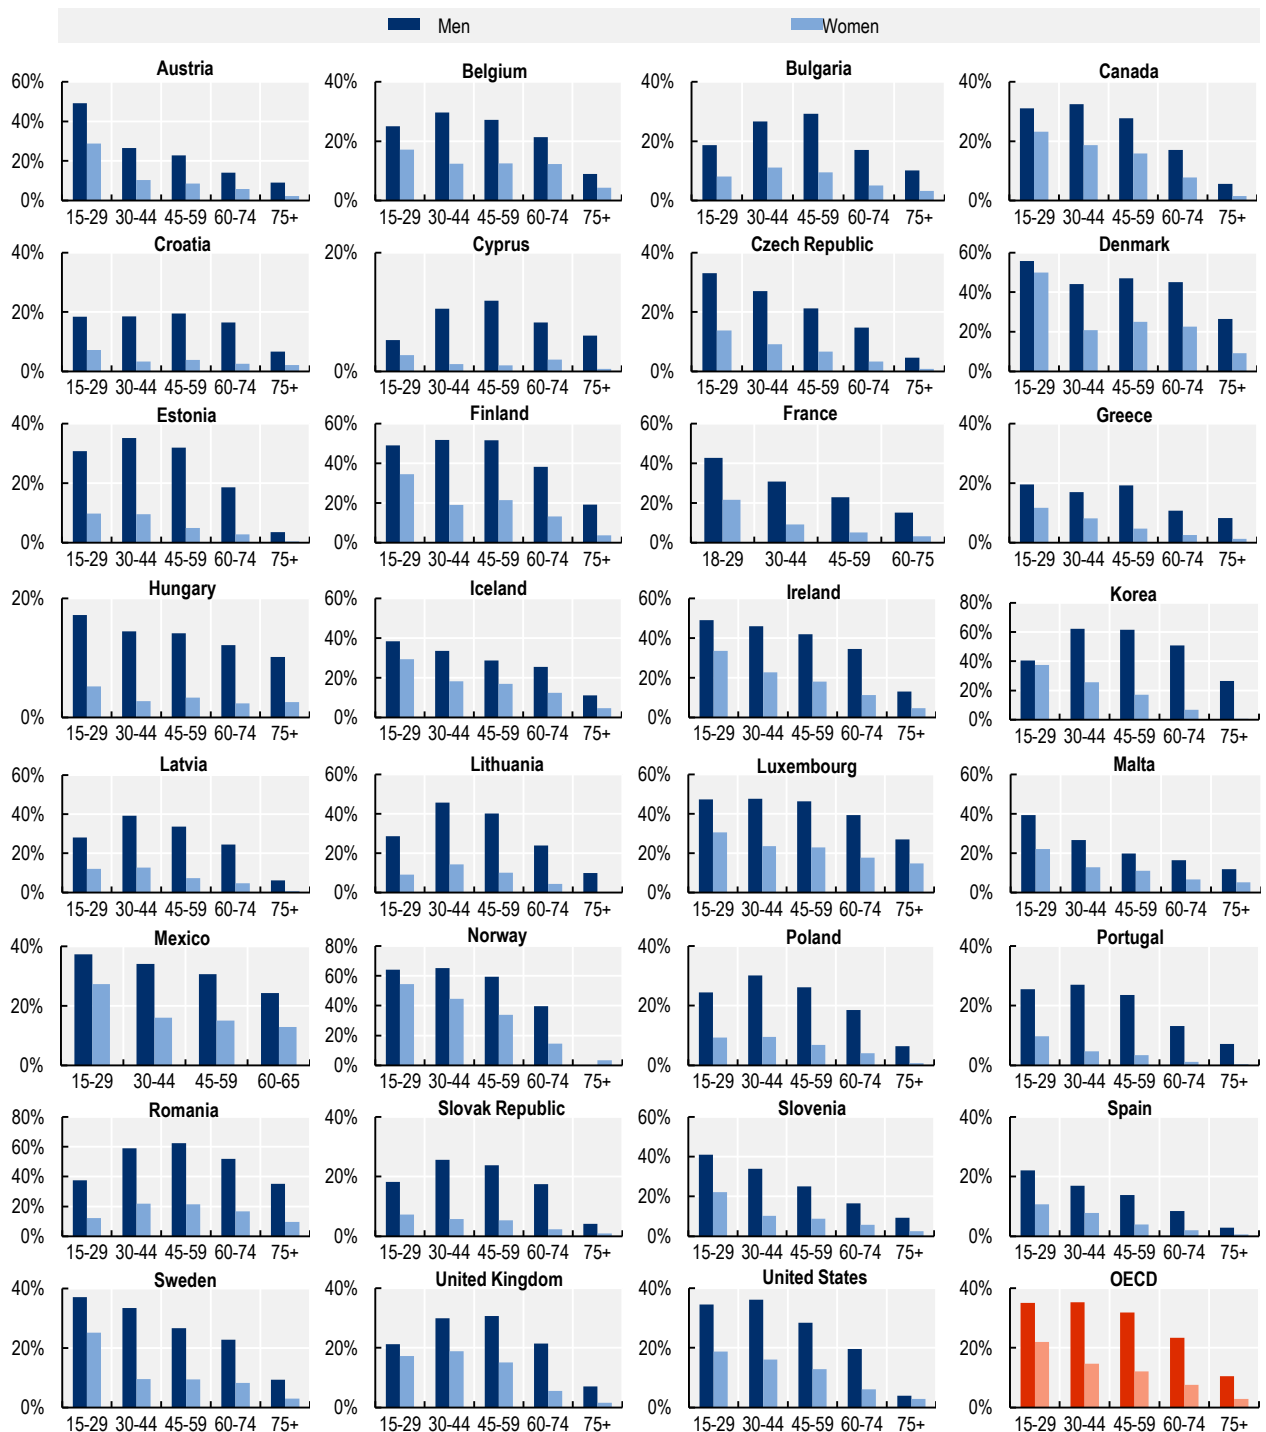 Men Women
Austria Belgium Bulgaria Canada
60% 40% 40% 40%
40%
20% 20% 20%
20%
0% 0% 0% 0%
15-29 30-44 45-59 60-74 75+ 15-29 30-44 45-59 60-74 75+ 15-29 30-44 45-59 60-74 75+ 15-29 30-44 45-59 60-74 75+
Croatia Cyprus Czech Republic Denmark
40% 20% 40% 60%
40%
20% 20%
20%
0% 0% 0% 0%
15-29 30-44 45-59 60-74 75+ 15-29 30-44 45-59 60-74 75+ 15-29 30-44 45-59 60-74 75+ 15-29 30-44 45-59 60-74 75+
Estonia Finland France Greece
40% 60% 60% 40%
40% 40%
20% 20%
20% 20%
0% 0% 0% 0%
15-29 30-44 45-59 60-74 75+ 15-29 30-44 45-59 60-74 75+ 18-29 30-44 45-59 60-75 15-29 30-44 45-59 60-74 75+
Hungary Iceland Ireland Korea
20% 60% 60% 80%
60%
40% 40%
40%
20% 20% 20%
0% 0% 0% 0%
15-29 30-44 45-59 60-74 75+ 15-29 30-44 45-59 60-74 75+ 15-29 30-44 45-59 60-74 75+ 15-29 30-44 45-59 60-74 75+
Latvia Lithuania Luxembourg Malta
60% 60% 60% 60%
40% 40% 40% 40%
20% 20% 20% 20%
0% 0% 0% 0%
15-29 30-44 45-59 60-74 75+ 15-29 30-44 45-59 60-74 75+ 15-29 30-44 45-59 60-74 75+ 15-29 30-44 45-59 60-74 75+
Mexico Norway Poland Portugal
40% 80% 40% 40%
60%
20% 20% 20%
40%
20%
0% 0% 0% 0%
15-29 30-44 45-59 60-65 15-29 30-44 45-59 60-74 75+ 15-29 30-44 45-59 60-74 75+ 15-29 30-44 45-59 60-74 75+
Romania Slovak Republic Slovenia Spain
80% 40% 60% 40%
60%
40%
40% 20% 20%
20% 20%
0% 0% 0% 0%
15-29 30-44 45-59 60-74 75+ 15-29 30-44 45-59 60-74 75+ 15-29 30-44 45-59 60-74 75+ 15-29 30-44 45-59 60-74 75+
Sweden United Kingdom United States OECD
40% 40% 40% 40%
20% 20% 20% 20%
0% 0% 0% 0%
15-29 30-44 45-59 60-74 75+ 15-29 30-44 45-59 60-74 75+ 15-29 30-44 45-59 60-74 75+ 15-29 30-44 45-59 60-74 75+